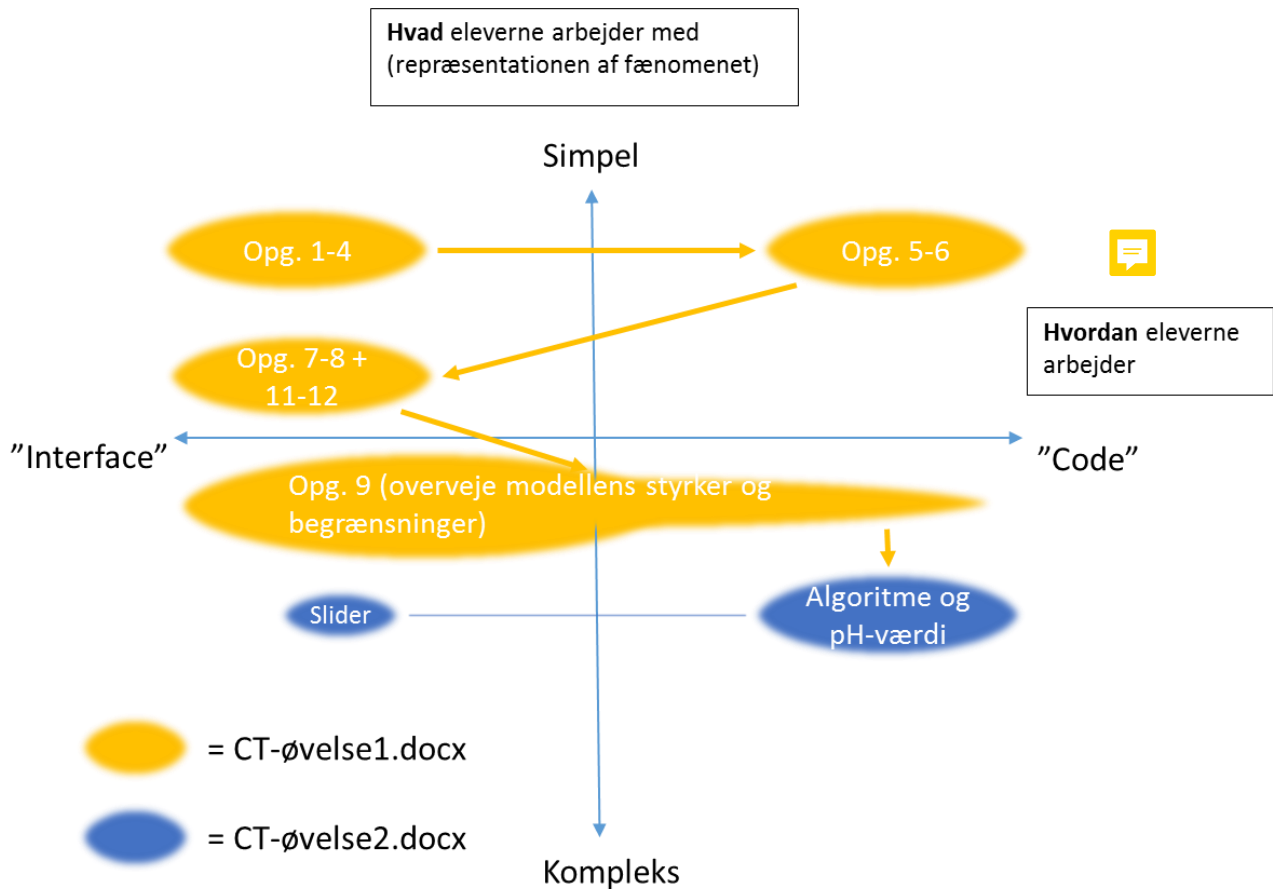 Hvad eleverne arbejder med
(repræsentationen af fænomenet)
Simpel
Opg. 1-4
Opg. 5-6
Hvordan eleverne
arbejder
Opg. 7-8 +
11-12
”Interface”
”Code”
Opg. 9 (overveje modellens styrker og
begrænsninger)
Slider
Algoritme og
pH-værdi
= CT-øvelse1.docx
= CT-øvelse2.docx
Kompleks